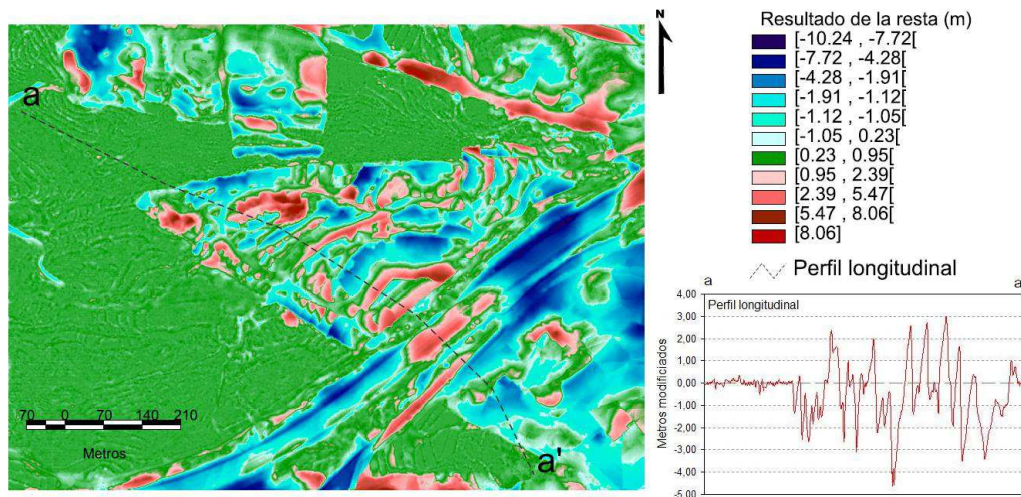 a
70 0 70 140 210
Metros
a'
N
Resultado de la resta (m)
[-10.24 , -7.72[
[-7.72 , -4.28[
[-4.28 , -1.91[
[-1.91 , -1.12[
[-1.12 , -1.05[
[-1.05 , 0.23[
[0.23 , 0.95[
[0.95 , 2.39[
[2.39 , 5.47[
[5.47 , 8.06[
[8.06]
Perfil longitudinal
a a'
Perfil longitudinal
Metros modificiados
4,00
3,00
2,00
1,00
0,00
-1,00
-2,00
-3,00
-4,00
-5,00